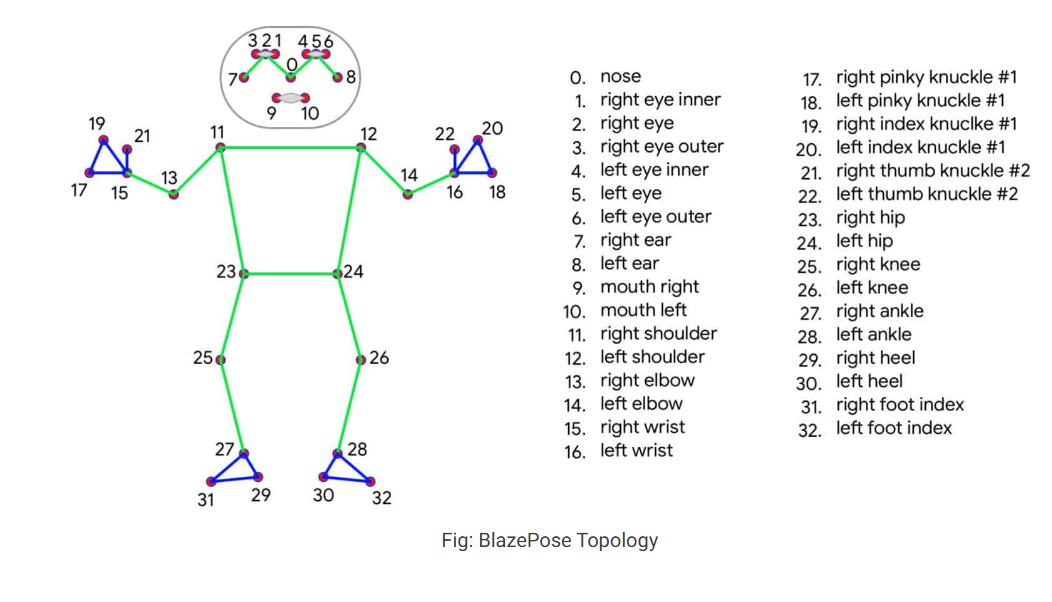 321 456
0
7 8
9 10
19 21 11 12 22 20
17 15 13 14 16 18
23 24
25 26
27 28
31 29 30 32
0. nose
1. right eye inner
2. right eye
3. right eye outer
4. left eye inner
5. left eye
6. left eye outer
7. right ear
8. left ear
9. mouth right
10. mouth left
11. right shoulder
12. left shoulder
13. right elbow
14. left elbow
15. right wrist
16. left wrist
17. right pinky knuckle #1
18. left pinky knuckle #1
19. right index knuclke #1
20. left index knuckle #1
21. right thumb knuckle #2
22. left thumb knuckle #2
23. right hip
24. left hip
25. right knee
26. left knee
27. right ankle
28. left ankle
29. right heel
30. left heel
31. right foot index
32. left foot index
Fig: BlazePose Topology